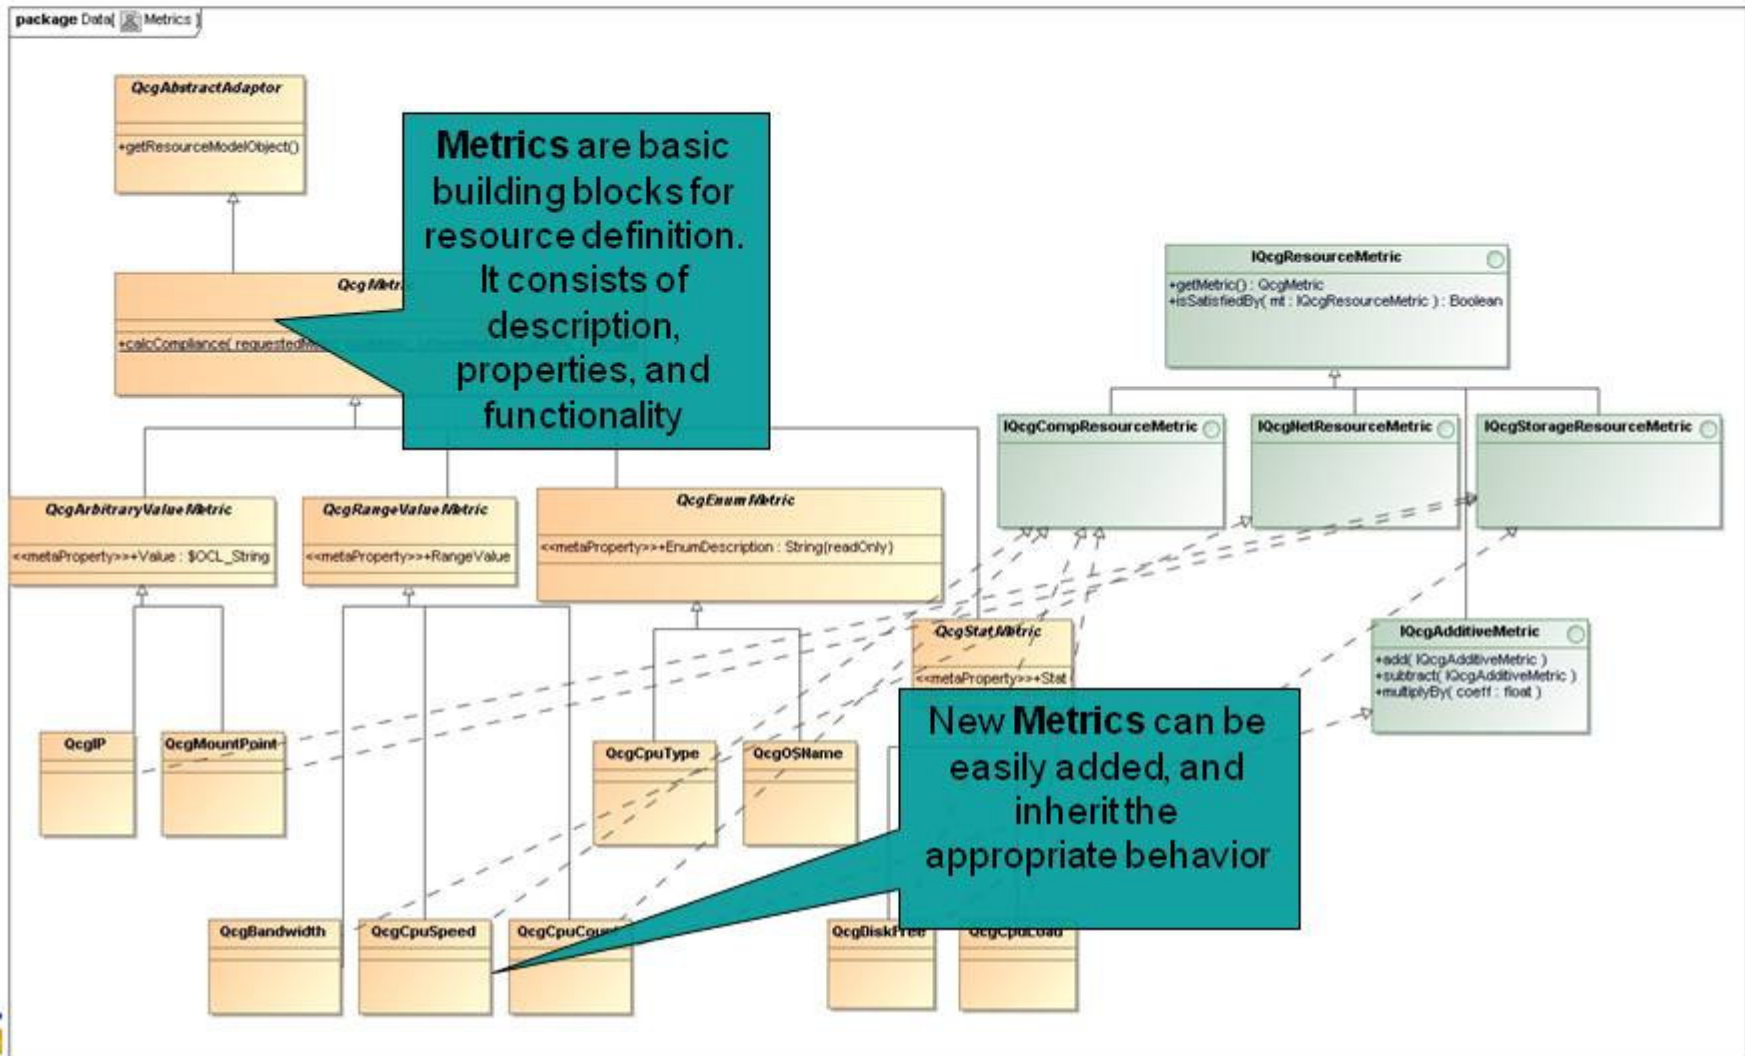 package Data[ Metrics ]
QcgAbstractAdaptor
+getResourceModelObject()
Metrics are basic
building blocks for
resource definition.
It consists of
description,
properties, and
functionality
+calcCompliance(
IQcgResourceMetric
+getMetric() : QcgMetric
+isSatisfiedBy( mt : IQcgResourceMetric ) : Boolean
IQcgCompResourceMetric
IQcgNetResourceMetric
IQcgStorageResourceMetric
QcgArbitraryValueMetric
<<metaProperty>>+Value : $OCL_String
QcgRangeValueMetric
<<metaProperty>>+RangeValue
QcgEnumMetric
<<metaProperty>>+EnumDescription : String{readOnly}
QcgStatMetric
<<metaProperty>>+Stat
IQcgAdditiveMetric
+add( IQcgAdditiveMetric )
+subtract( IQcgAdditiveMetric )
+multiplyBy( coeff : float )
QcgIP
QcgMountPoint
QcgCpuType
QcgOSName
New Metrics can be
easily added, and
inherit the
appropriate behavior
QcgBandwidth
QcgCpuSpeed
QcgDiskFree
QcgCpuLoad